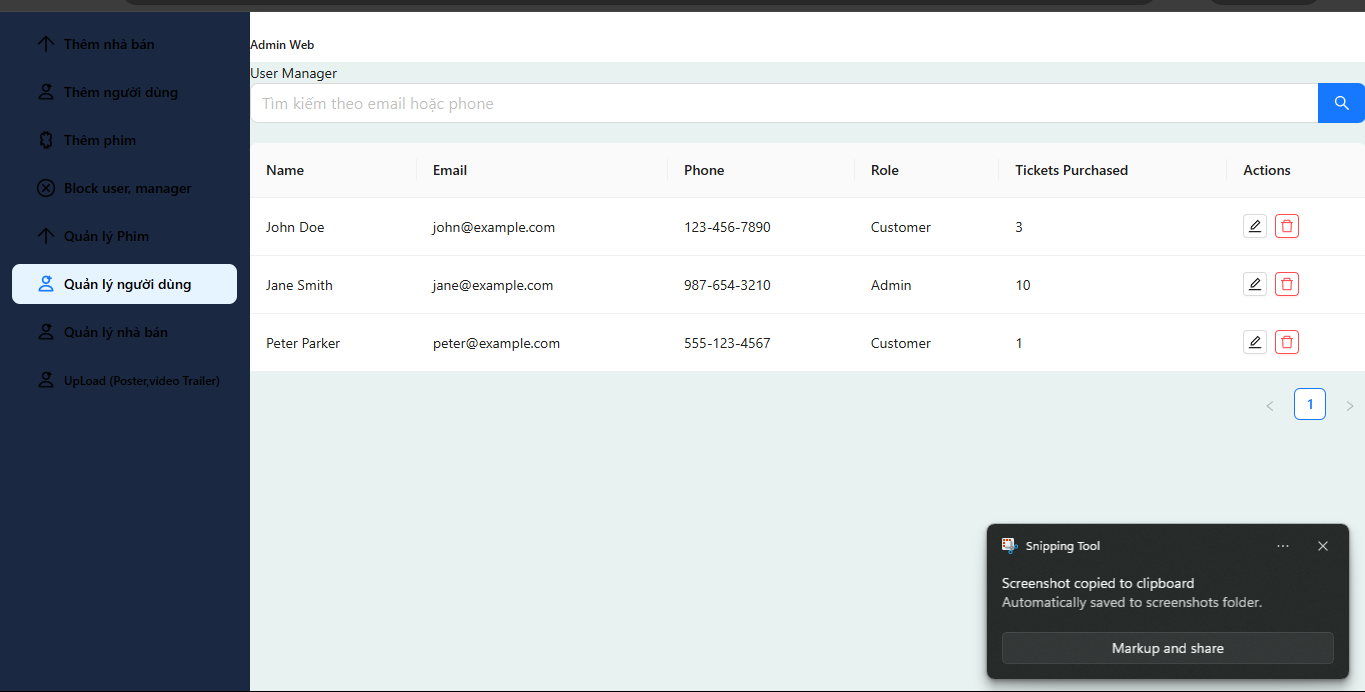 Thêm nhà bán
Thêm người dùng
Thêm phim
Block user, manager
Quản lý Phim
Quản lý người dùng
Quản lý nhà bán
UpLoad (Poster,video Trailer)
Admin Web
User Manager
Tìm kiếm theo email hoặc phone
Name Email Phone Role Tickets Purchased Actions
John Doe john@example.com 123-456-7890 Customer 3
Jane Smith jane@example.com 987-654-3210 Admin 10
Peter Parker peter@example.com 555-123-4567 Customer 1
< 1 >
Snipping Tool
Screenshot copied to clipboard
Automatically saved to screenshots folder.
Markup and share